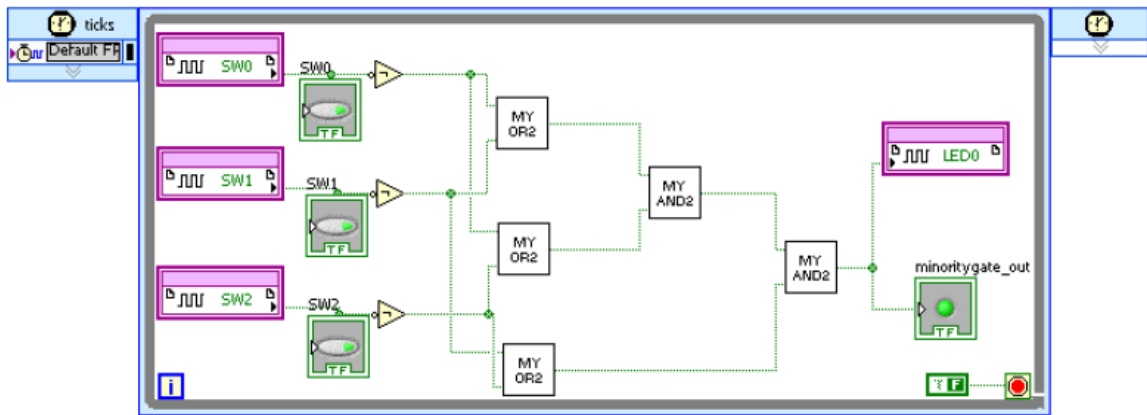 ticks
Default FP
SW0
SW0
TF
MY
OR2
SW1
SW1
TF
MY
AND2
LED0
MY
OR2
MY
AND2
minoritygate_out
TF
SW2
SW2
TF
MY
OR2
i
F